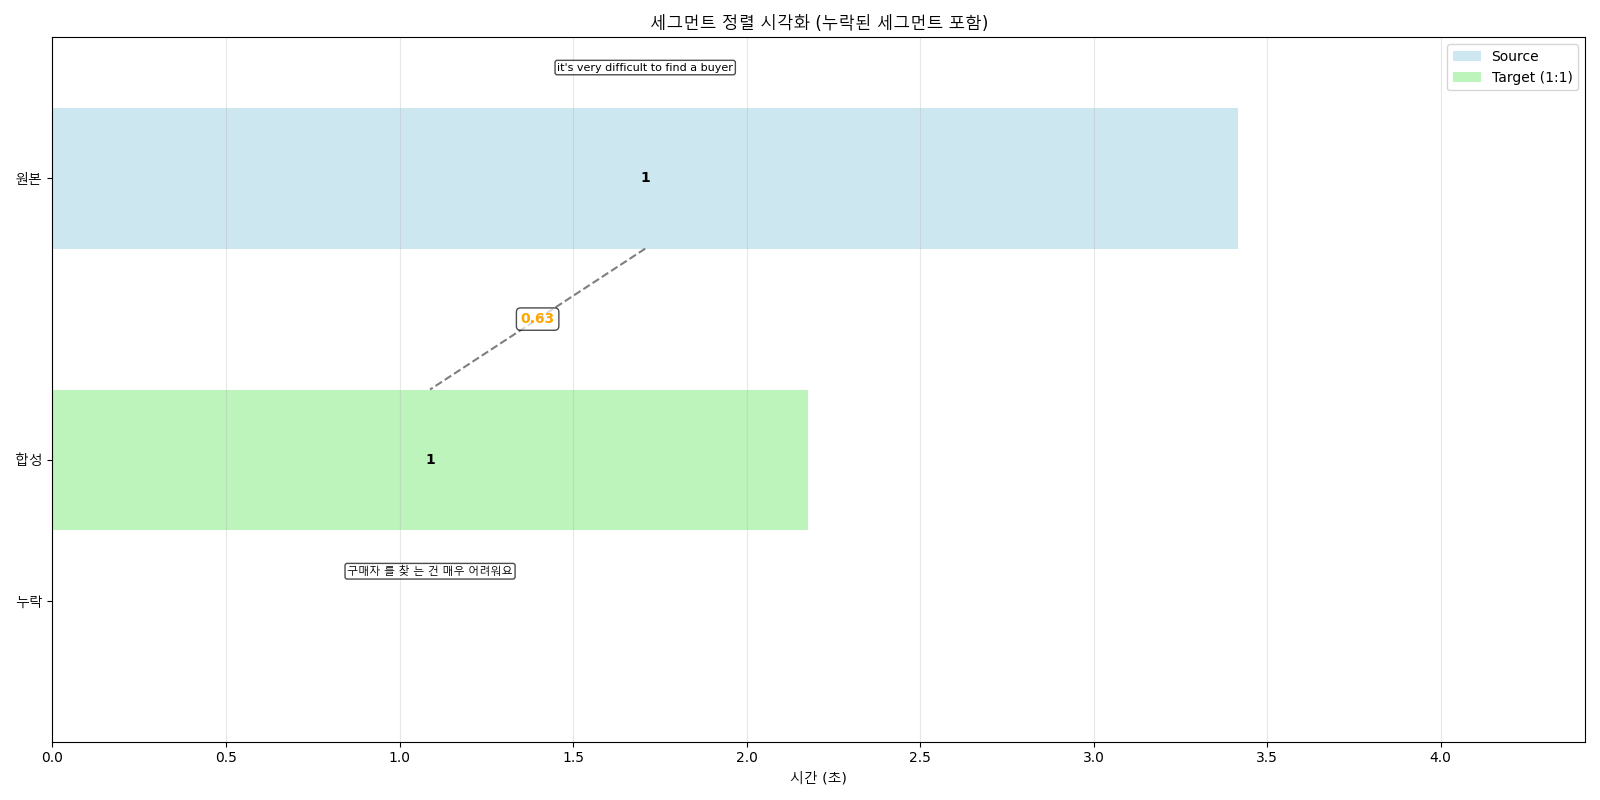 세그먼트 정렬 시각화 (누락된 세그먼트 포함)
it's very difficult to find a buyer
Source
Target (1:1)
원본
1
0.63
합성
1
구매자 를 찾 는 건 매우 어려워요
누락
0.0 0.5 1.0 1.5 2.0 2.5 3.0 3.5 4.0
시간 (초)